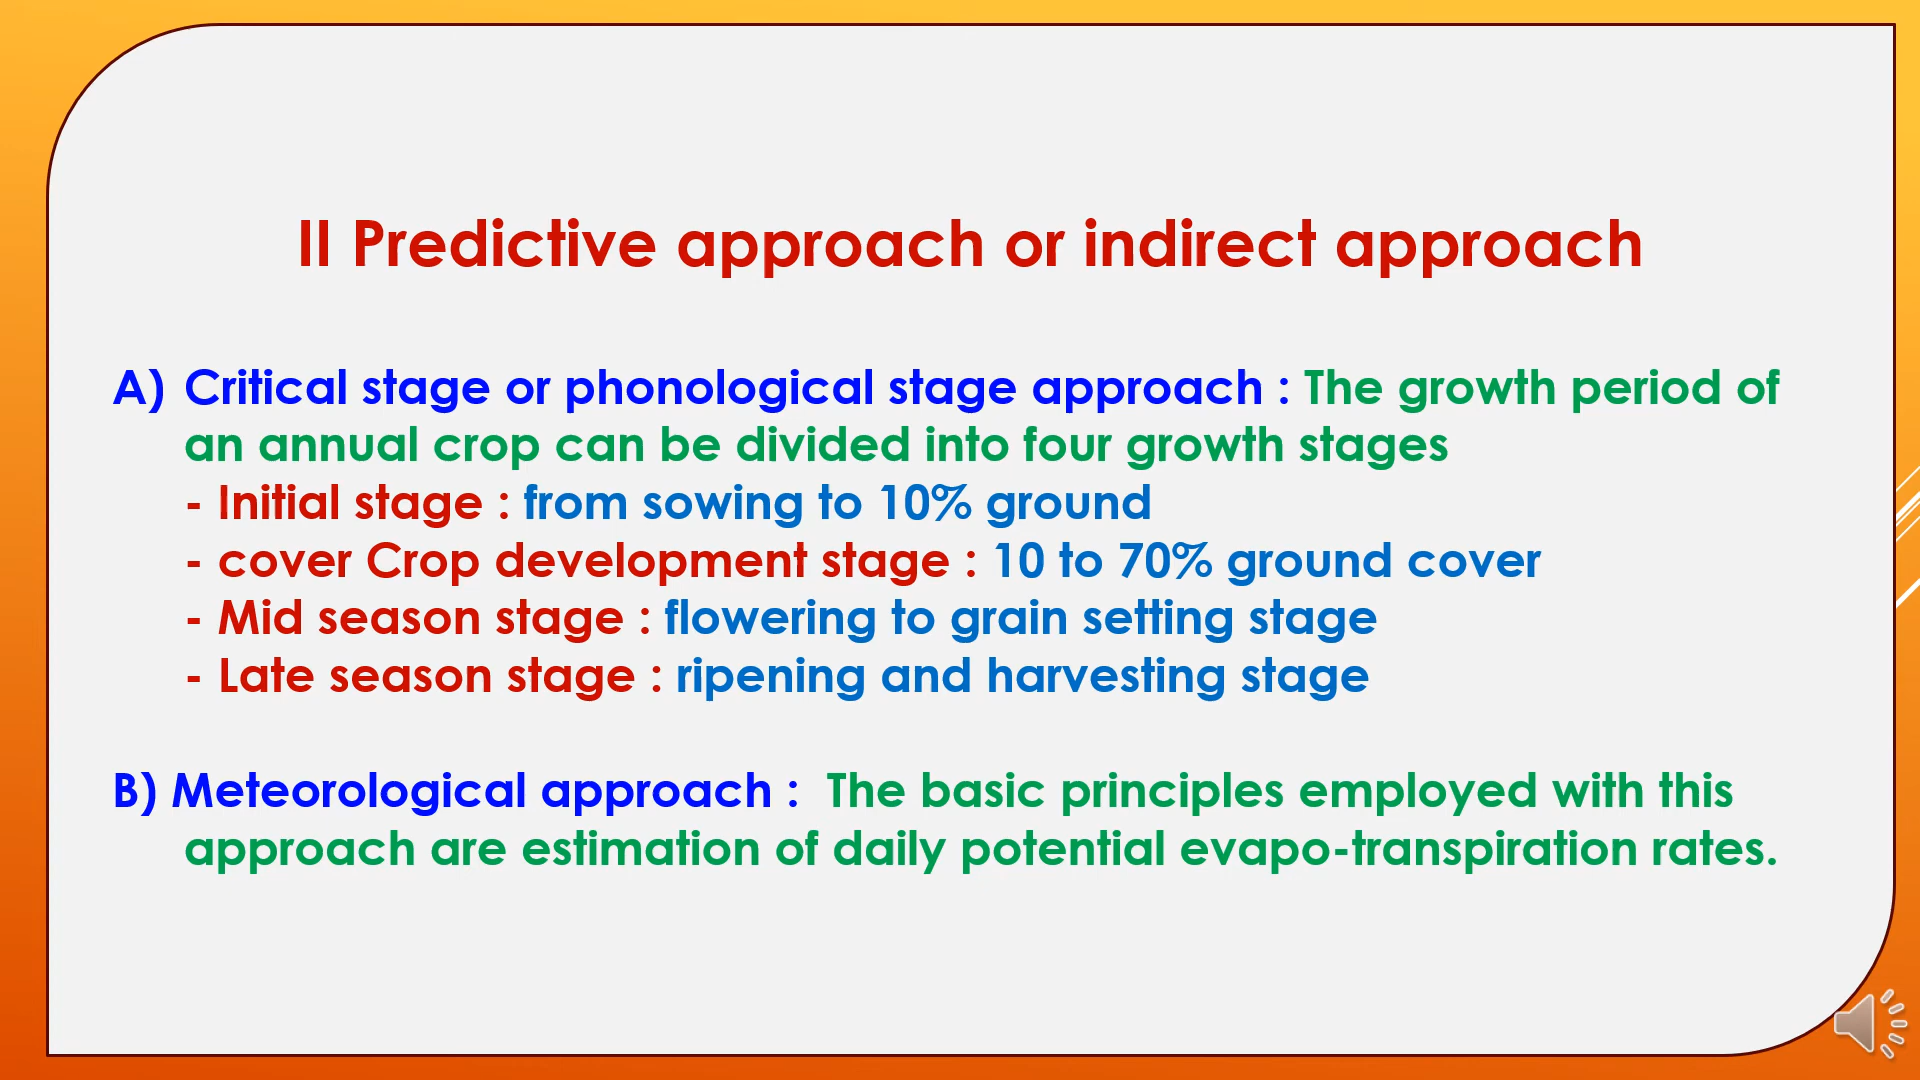 II Predictive approach or indirect approach
A) Critical stage or phonological stage approach : The growth period of
an annual crop can be divided into four growth stages
- Initial stage : from sowing to 10% ground
- cover Crop development stage : 10 to 70% ground cover
- Mid season stage : flowering to grain setting stage
- Late season stage : ripening and harvesting stage
B) Meteorological approach : The basic principles employed with this
approach are estimation of daily potential evapo-transpiration rates.